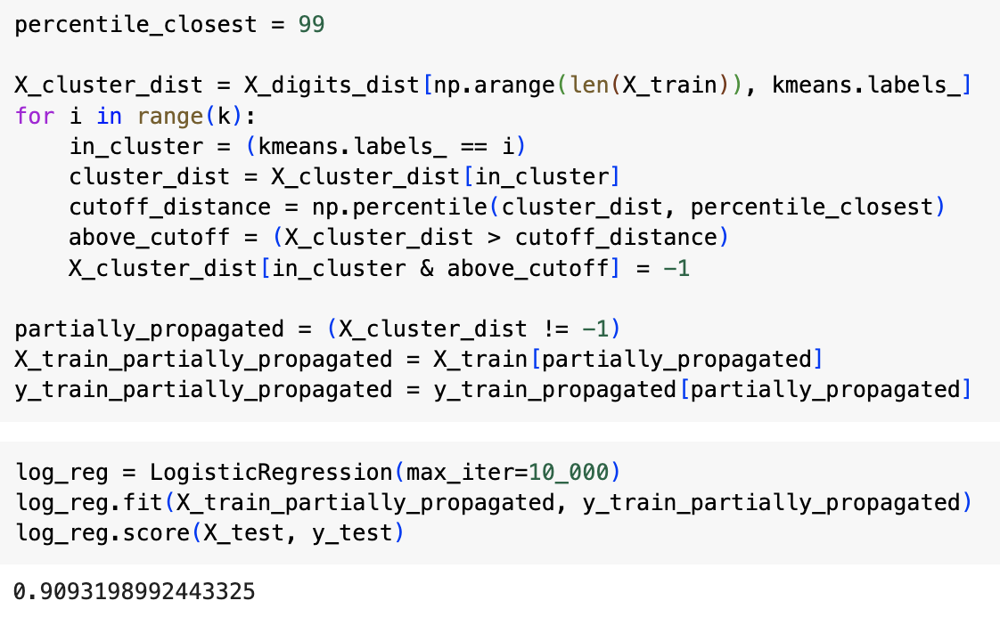 percentile_closest = 99

X_cluster_dist = X_digits_dist[np.arange(len(X_train)), kmeans.labels_]
for i in range(k):
    in_cluster = (kmeans.labels_ == i)
    cluster_dist = X_cluster_dist[in_cluster]
    cutoff_distance = np.percentile(cluster_dist, percentile_closest)
    above_cutoff = (X_cluster_dist > cutoff_distance)
    X_cluster_dist[in_cluster & above_cutoff] = -1

partially_propagated = (X_cluster_dist != -1)
X_train_partially_propagated = X_train[partially_propagated]
y_train_partially_propagated = y_train_propagated[partially_propagated]

log_reg = LogisticRegression(max_iter=10_000)
log_reg.fit(X_train_partially_propagated, y_train_partially_propagated)
log_reg.score(X_test, y_test)

0.9093198992443325